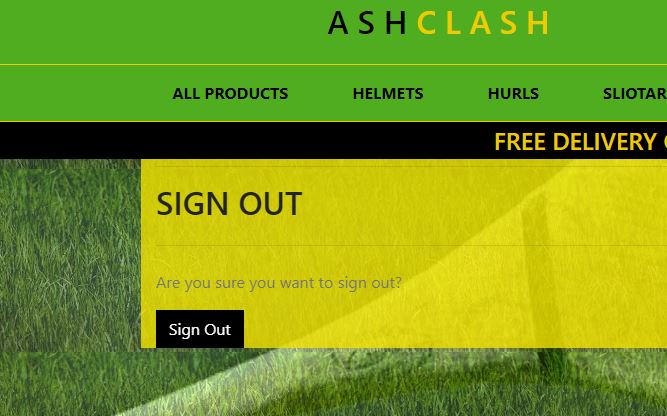 ASHCLASH
ALL PRODUCTS HELMETS HURLS SLIOTAR
FREE DELIVERY
SIGN OUT
Are you sure you want to sign out?
Sign Out